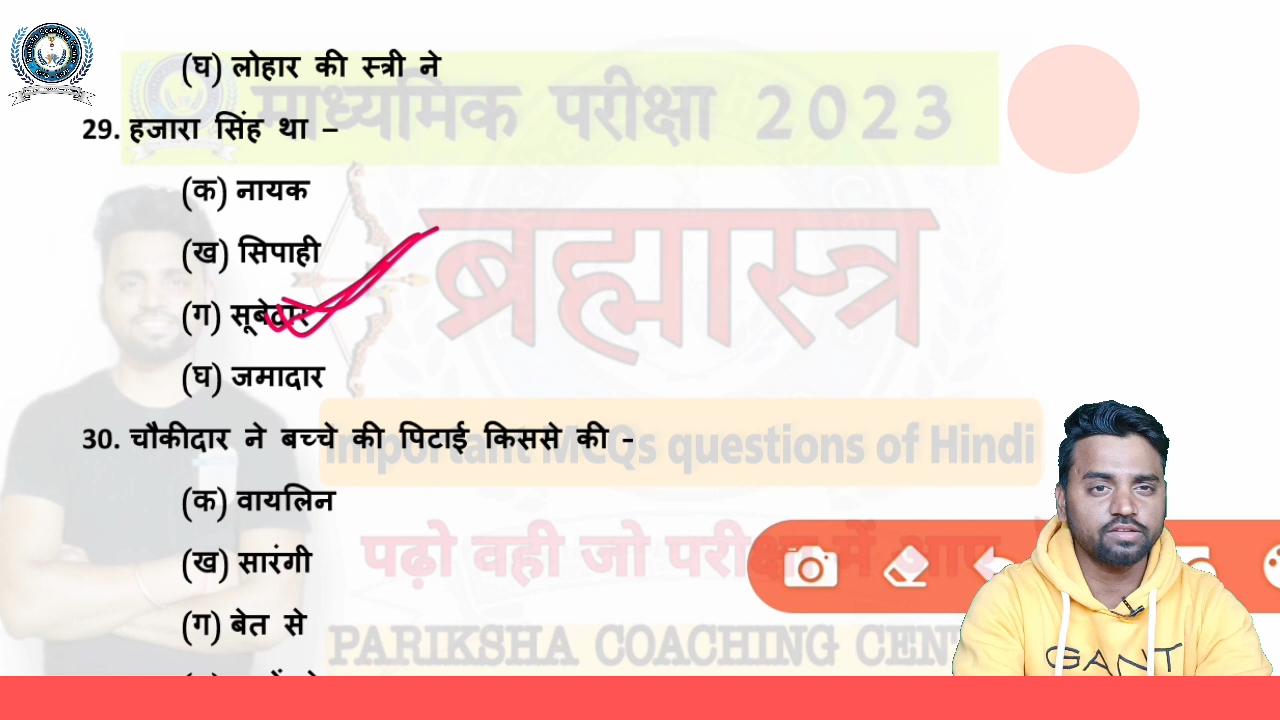 (घ) लोहार की स्त्री ने
माध्यमिक परीक्षा 2023
29. हजारा सिंह था –
(क) नायक
ब्रह्मास्त्र
(ख) सिपाही
(ग) सूबेदार
(घ) जमादार
30. चौकीदार ने बच्चे की पिटाई किससे की –
Important MCQs questions of Hindi
(क) वायलिन
पढ़ो वही जो परीक्षा में आए
(ख) सारंगी
(ग) बेत से
PARIKSHA COACHING CEN
GANT